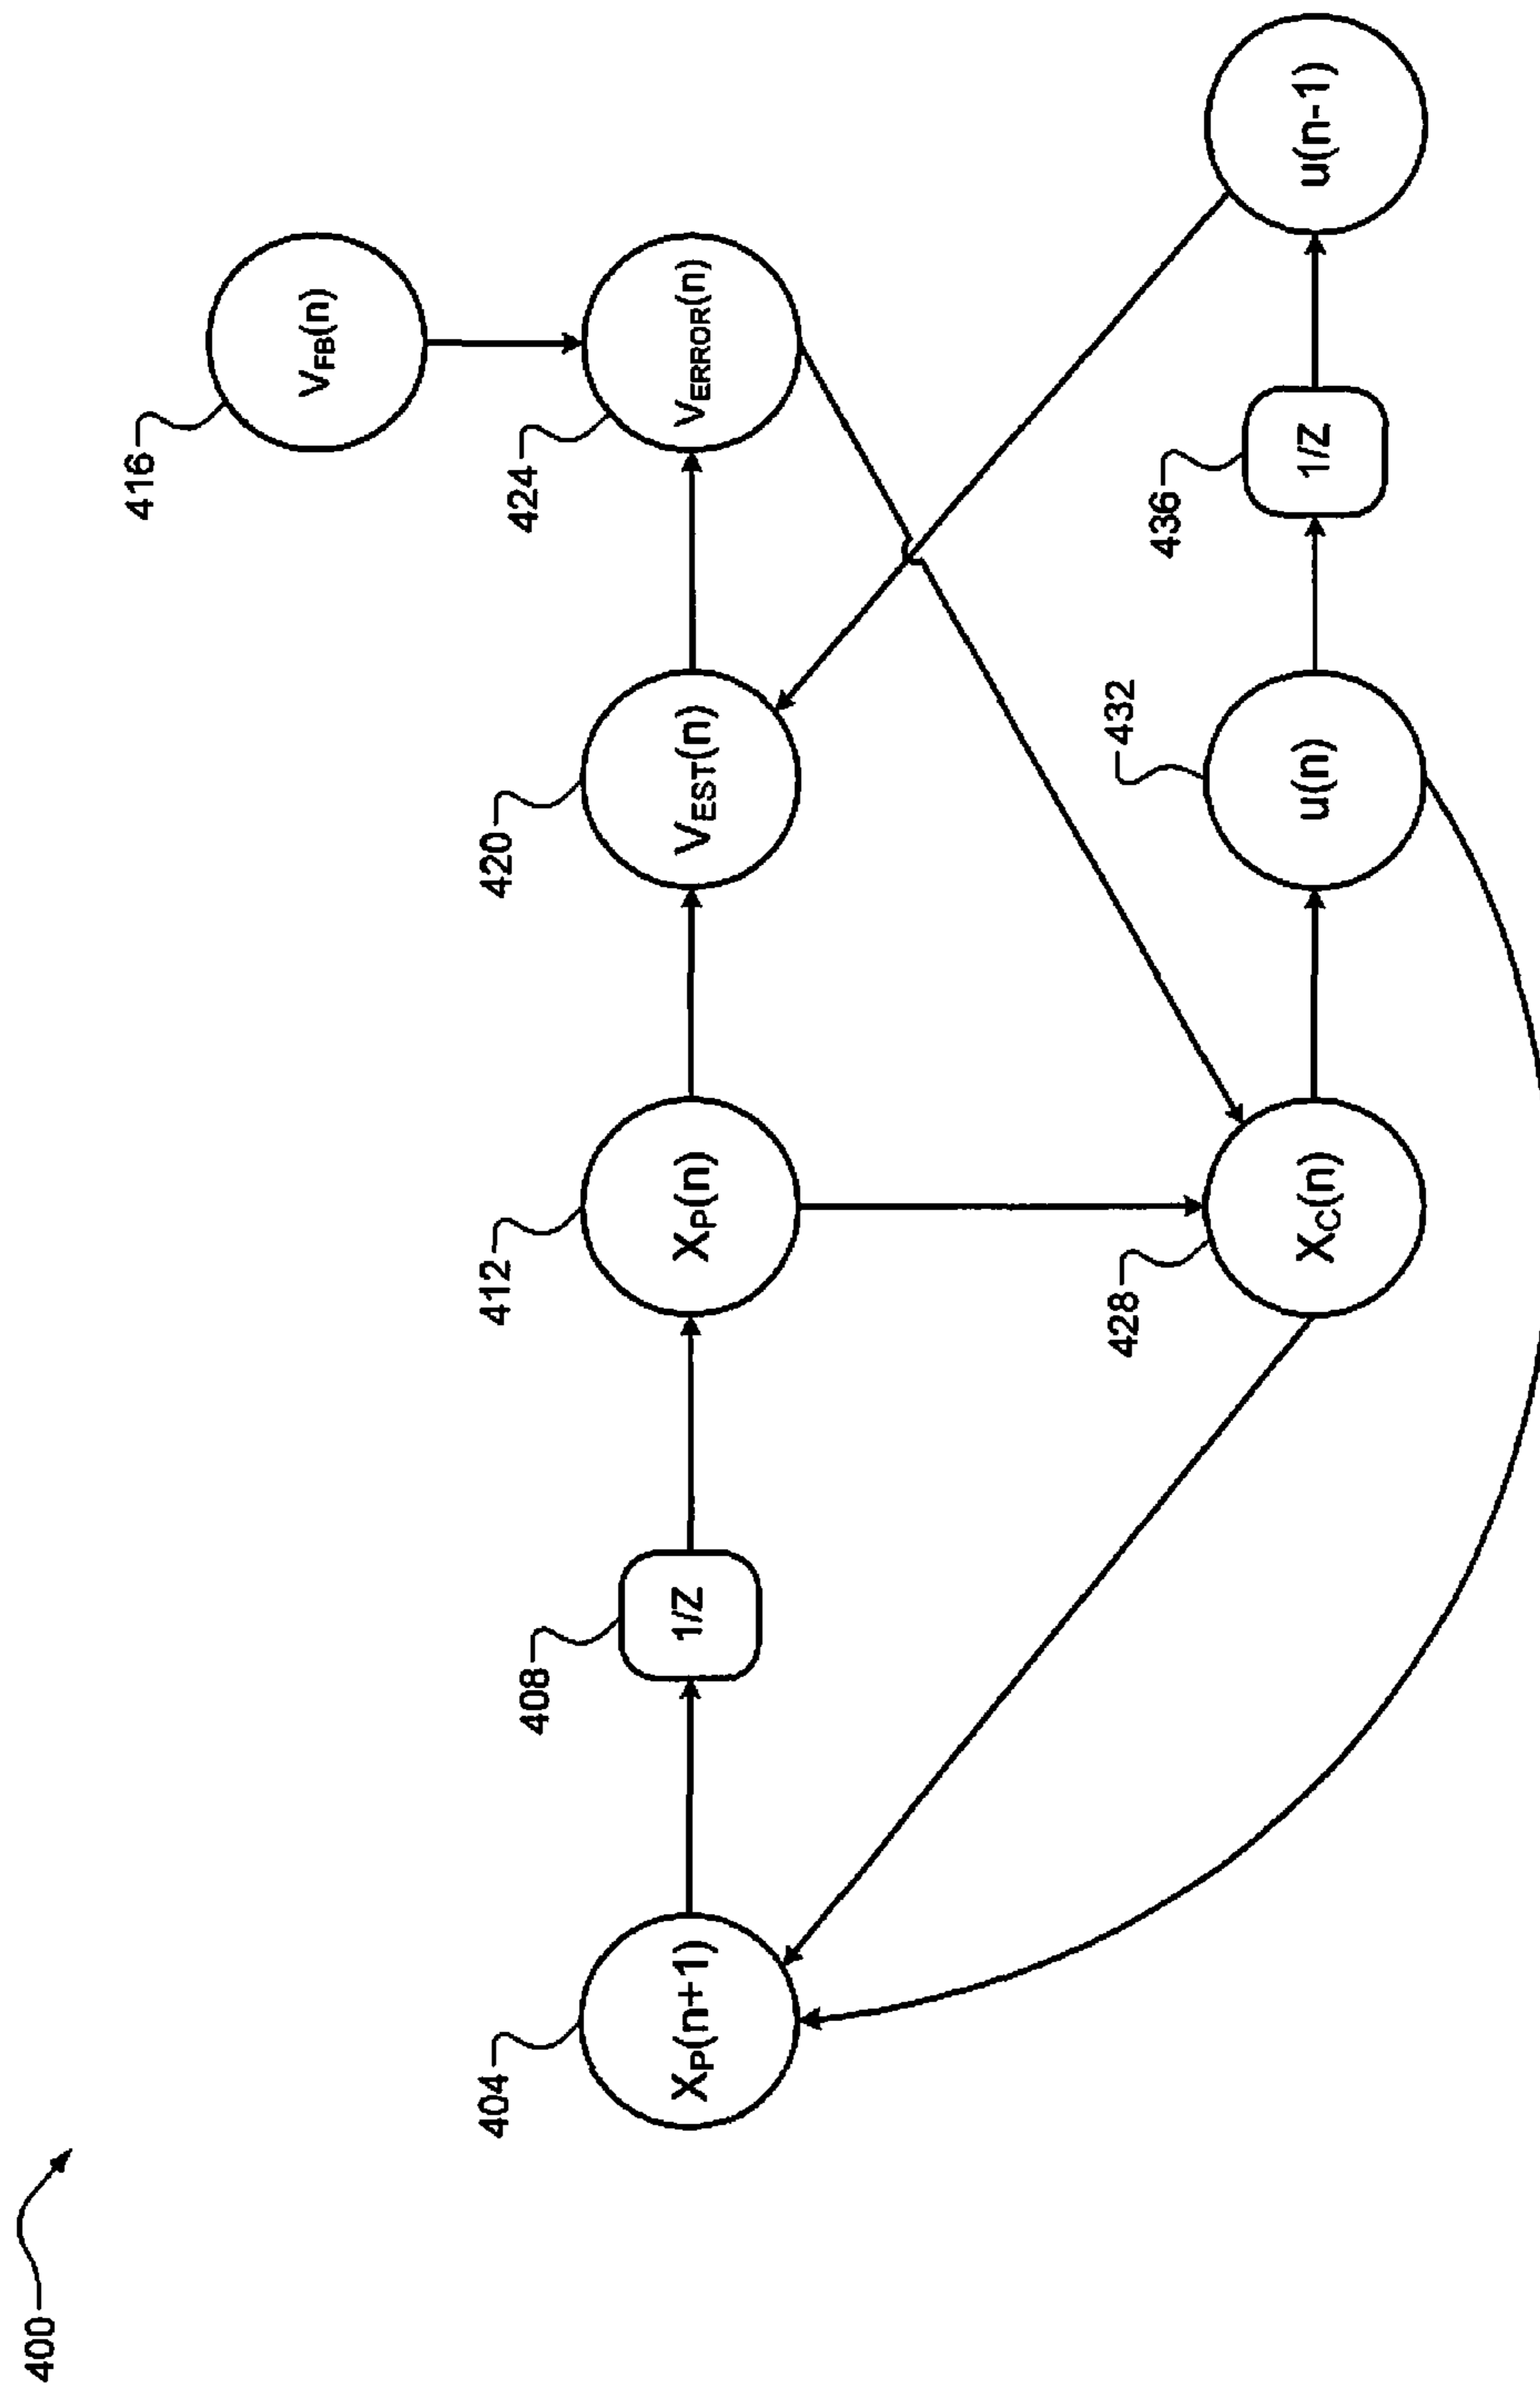 400
416
V_FB(n)
404
408
412
420
424
X_P(n+1)
1/Z
X_P(n)
V_EST(n)
V_ERROR(n)
428
432
436
X_C(n)
u(n)
1/Z
u(n-1)